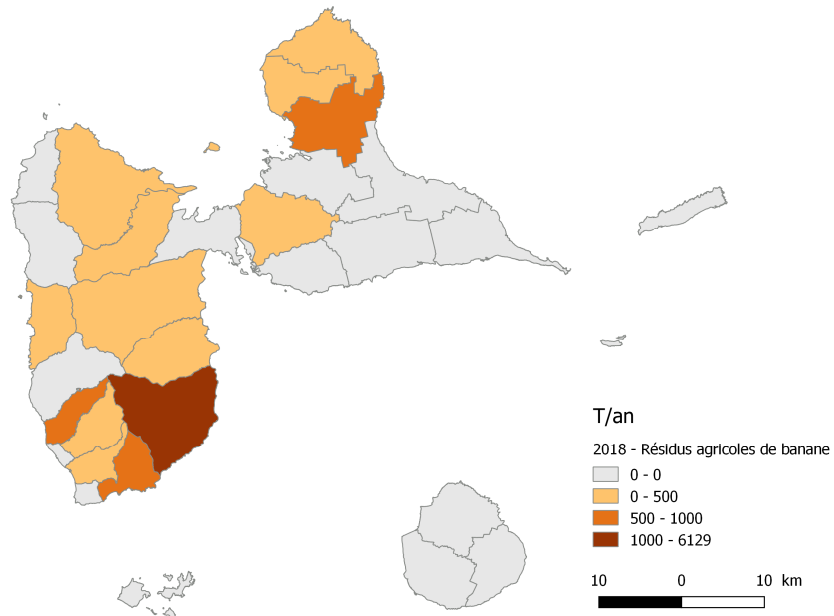 T/an
2018 - Résidus agricoles de banane
0 - 0
0 - 500
500 - 1000
1000 - 6129
10 0 10 km